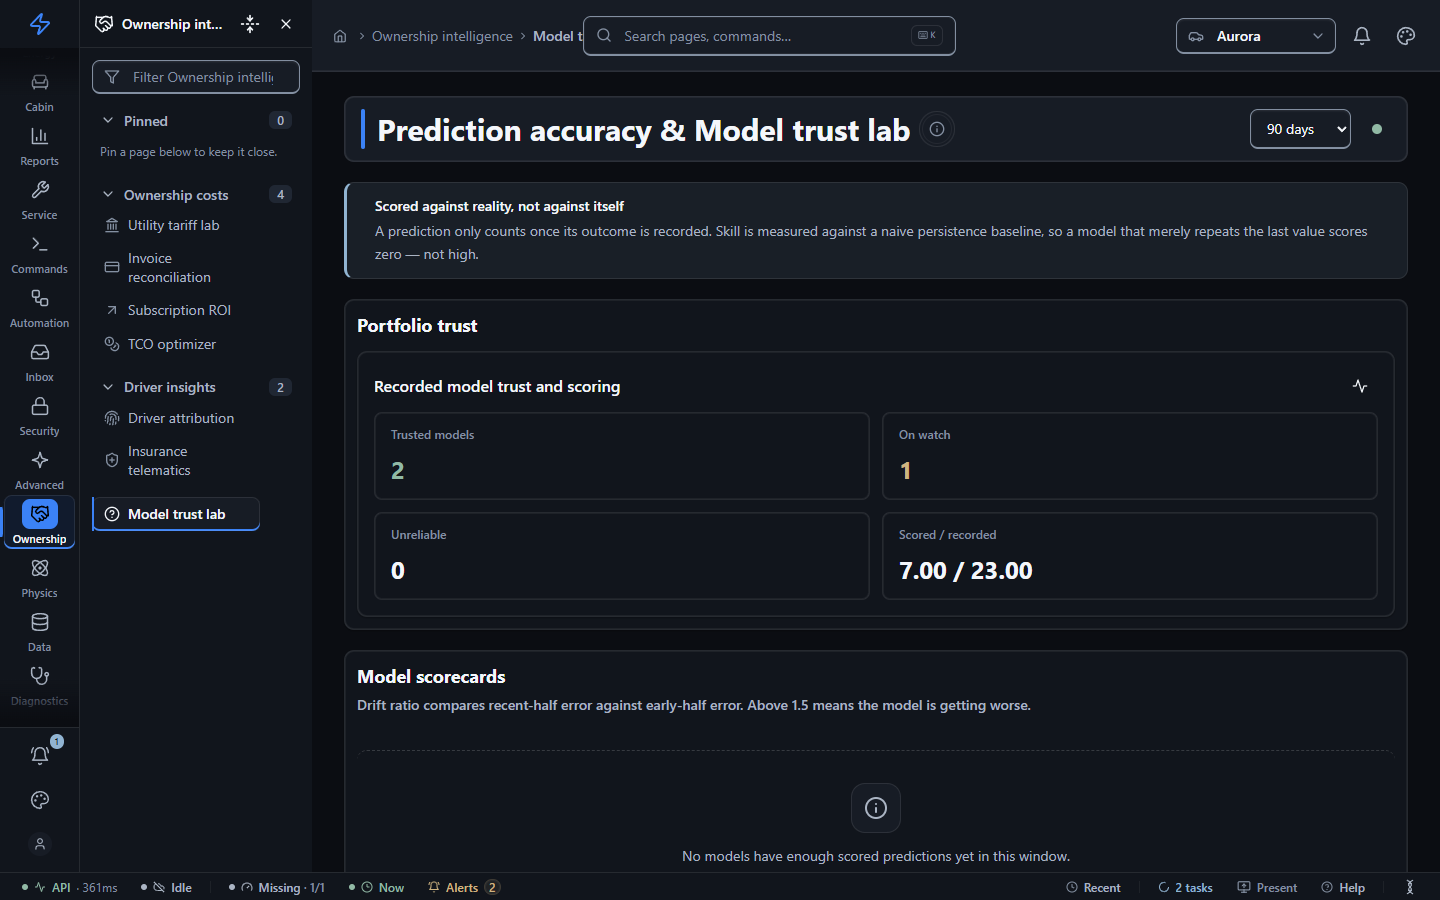 Ownership int...
Ownership intelligence
Model t
Search pages, commands...
K
Aurora
Cabin
Reports
Service
Commands
Automation
Inbox
Security
Advanced
Ownership
Physics
Data
Diagnostics
1
Filter Ownership intelli
Pinned 0
Pin a page below to keep it close.
Ownership costs 4
Utility tariff lab
Invoice
reconciliation
Subscription ROI
TCO optimizer
Driver insights 2
Driver attribution
Insurance
telematics
Model trust lab
Prediction accuracy & Model trust lab
90 days
Scored against reality, not against itself
A prediction only counts once its outcome is recorded. Skill is measured against a naive persistence baseline, so a model that merely repeats the last value scores
zero — not high.
Portfolio trust
Recorded model trust and scoring
Trusted models
2
On watch
1
Unreliable
0
Scored / recorded
7.00 / 23.00
Model scorecards
Drift ratio compares recent-half error against early-half error. Above 1.5 means the model is getting worse.
No models have enough scored predictions yet in this window.
API · 361ms
Idle
Missing · 1/1
Now
Alerts 2
Recent
2 tasks
Present
Help